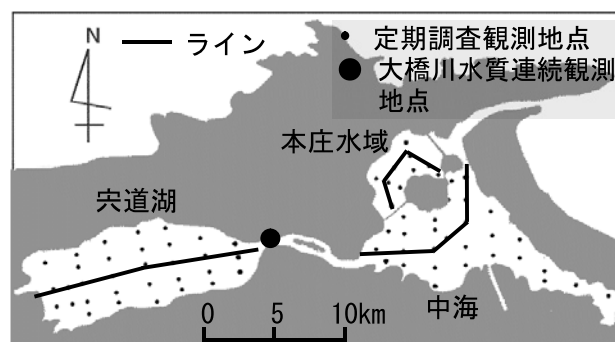 N
ライン
定期調査観測地点
大橋川水質連続観測
地点
本庄水域
宍道湖
中海
0 5 10km